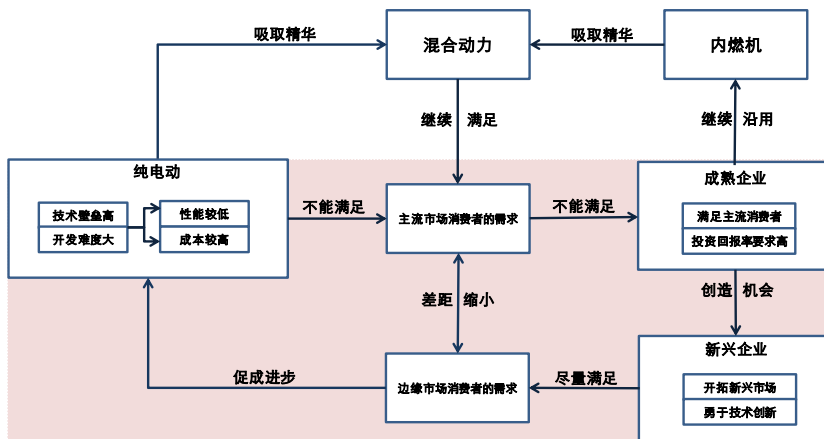 吸取精华
混合动力
吸取精华
内燃机
继续 满足
继续 沿用
纯电动
技术壁垒高
开发难度大
性能较低
成本较高
不能满足
主流市场消费者的需求
不能满足
成熟企业
满足主流消费者
投资回报率要求高
差距 缩小
创造 机会
促成进步
边缘市场消费者的需求
尽量满足
新兴企业
开拓新兴市场
勇于技术创新